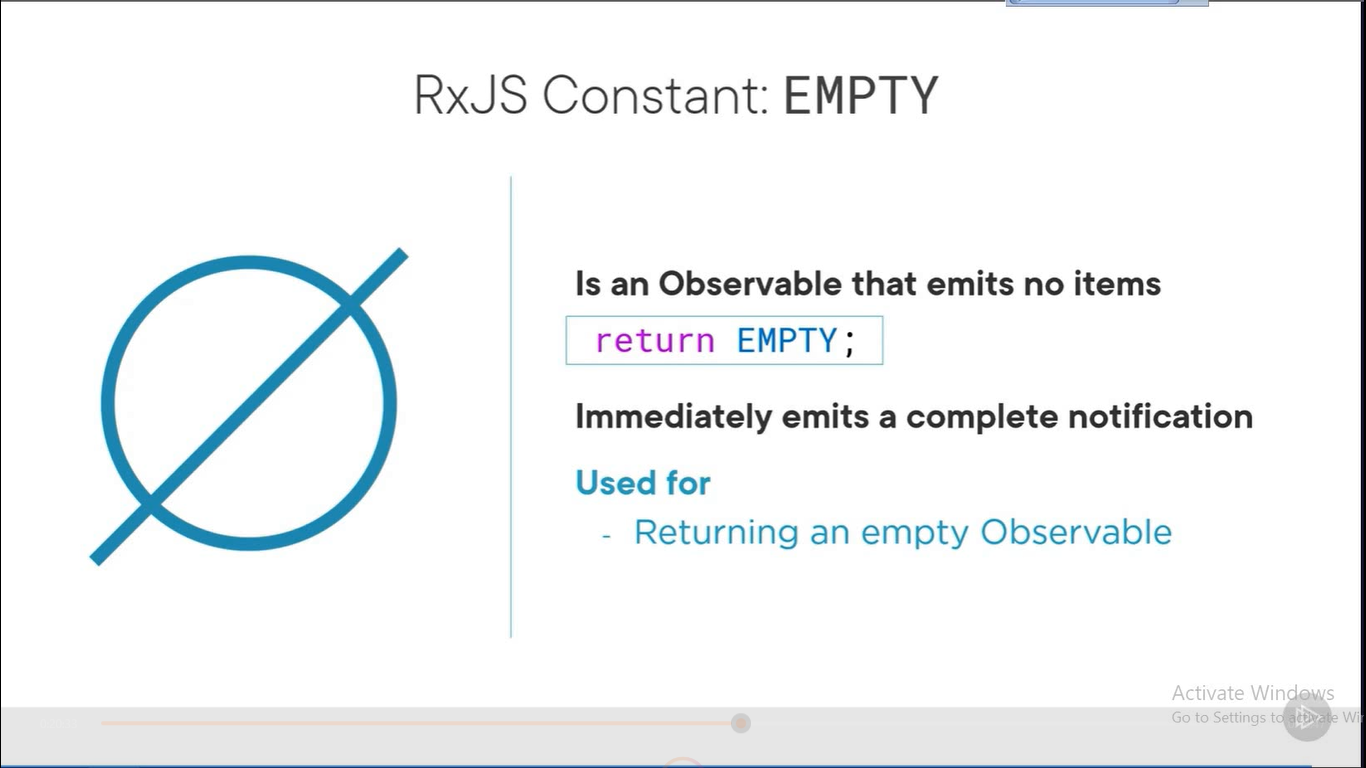 RxJS Constant: EMPTY
Is an Observable that emits no items
return EMPTY;
Immediately emits a complete notification
Used for
- Returning an empty Observable
Activate Windows
Go to Settings to activate Wi